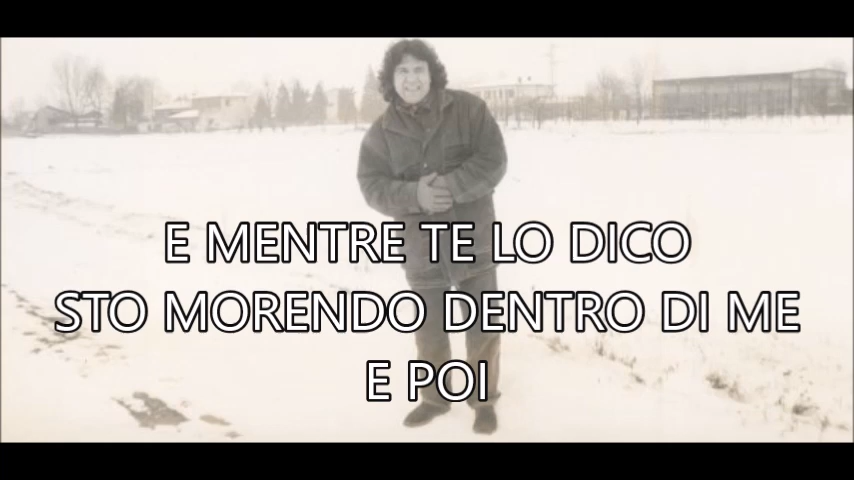 E MENTRE TE LO DICO
STO MORENDO DENTRO DI ME
E POI